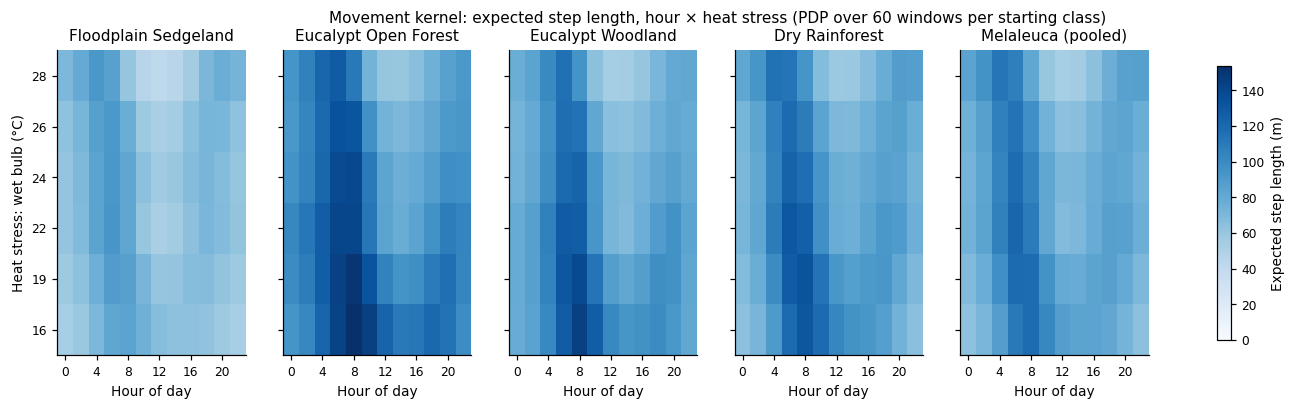 Movement kernel: expected step length, hour × heat stress (PDP over 60 windows per starting class)
Floodplain Sedgeland
Eucalypt Open Forest
Eucalypt Woodland
Dry Rainforest
Melaleuca (pooled)
Heat stress: wet bulb (°C)
28
26
24
22
19
16
0 4 8 12 16 20
0 4 8 12 16 20
0 4 8 12 16 20
0 4 8 12 16 20
0 4 8 12 16 20
Hour of day
Hour of day
Hour of day
Hour of day
Hour of day
140
120
100
80
60
40
20
0
Expected step length (m)